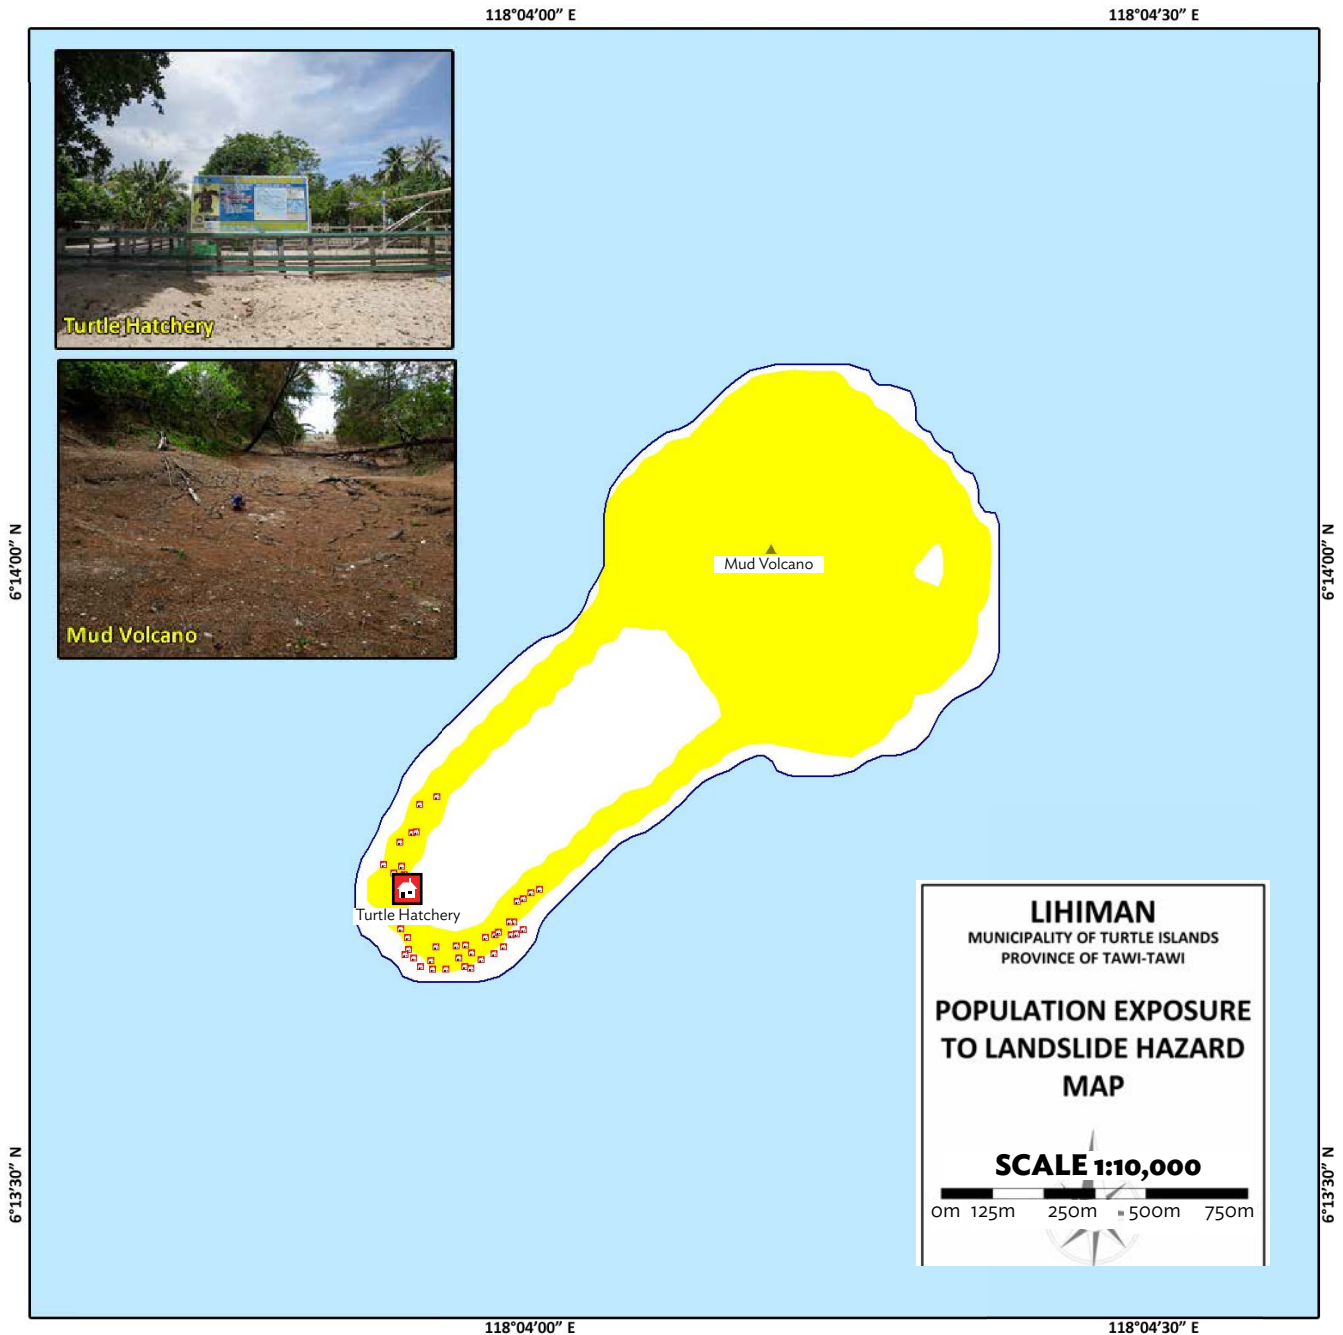 118°04'00" E
118°04'30" E
Turtle Hatchery
Mud Volcano
6°14'00" N
6°14'00" N
Mud Volcano
Turtle Hatchery
LIHIMAN
MUNICIPALITY OF TURTLE ISLANDS
PROVINCE OF TAWI-TAWI
POPULATION EXPOSURE
TO LANDSLIDE HAZARD
MAP
SCALE 1:10,000
0m 125m 250m 500m 750m
6°13'30" N
6°13'30" N
118°04'00" E
118°04'30" E